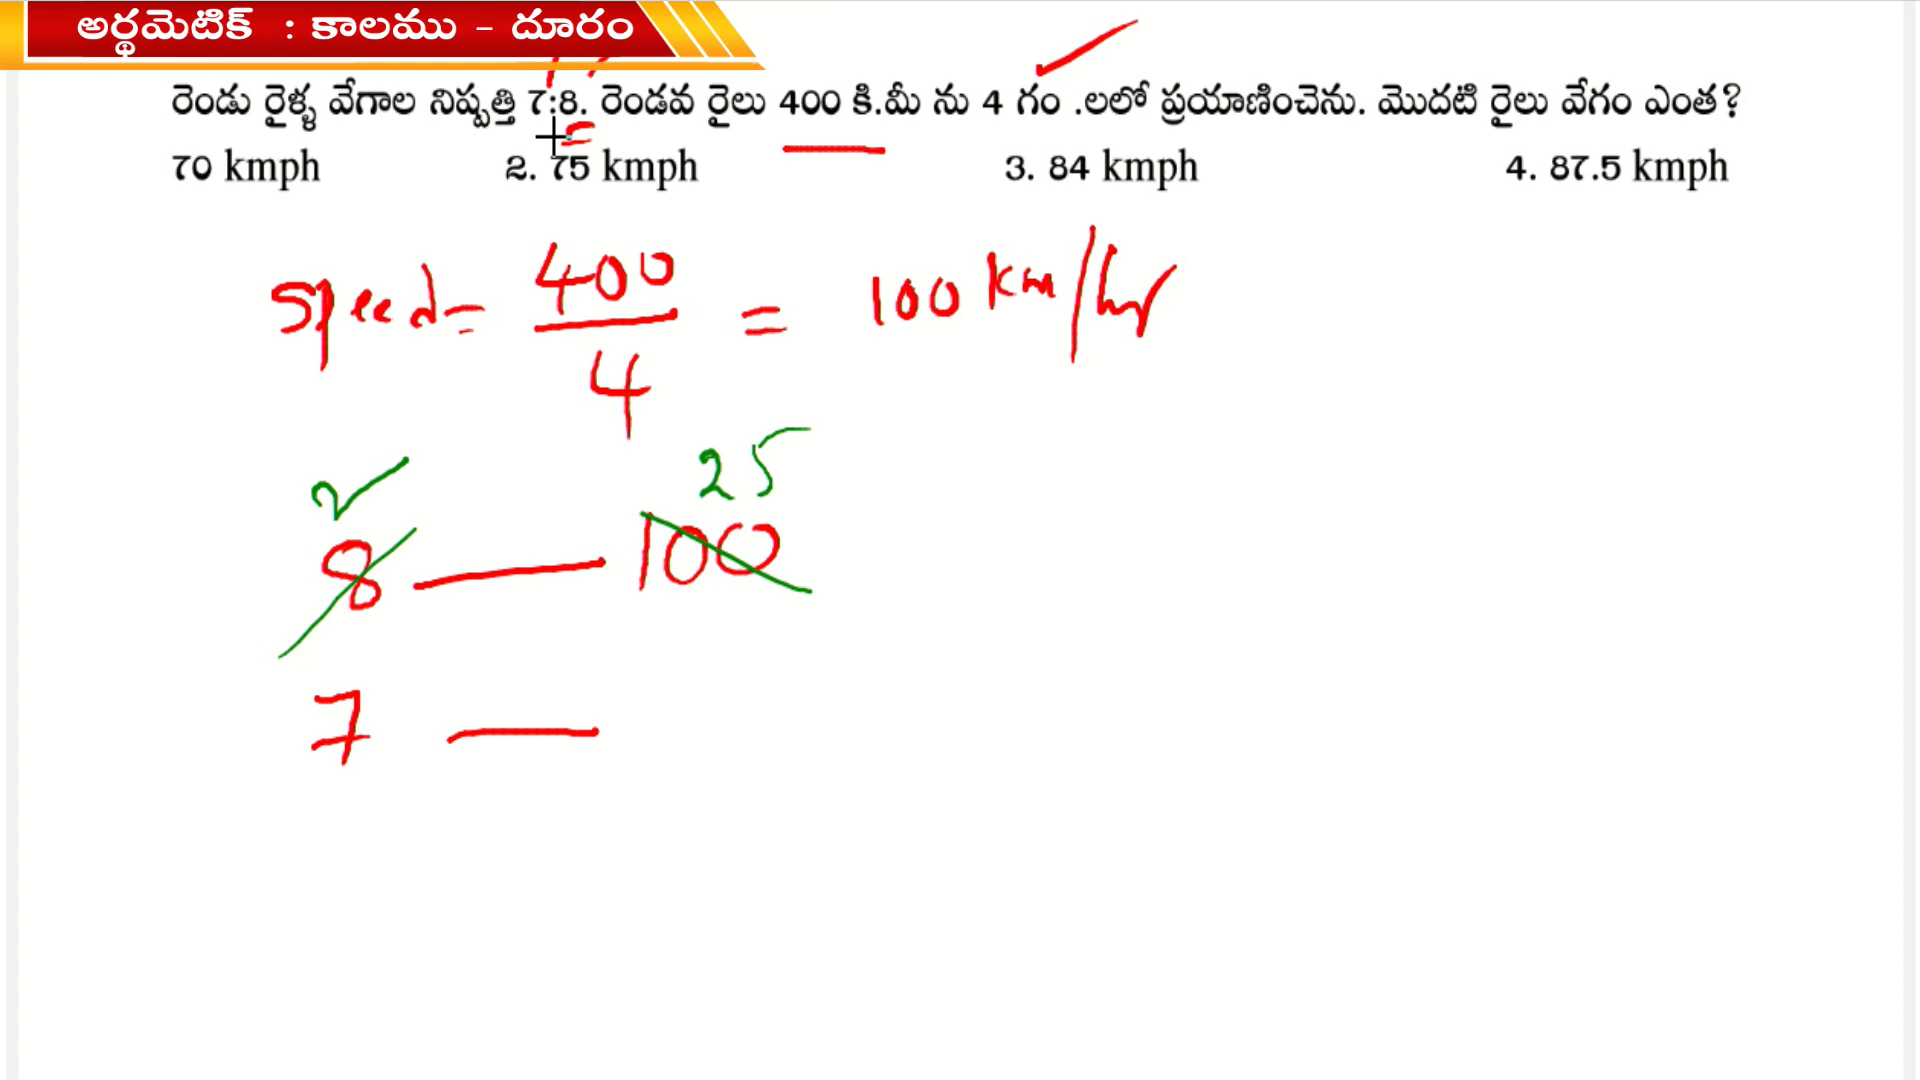 అర్థమెటిక్ : కాలము - దూరం
రెండు రైళ్ళ వేగాల నిష్పత్తి 7:8. రెండవ రైలు 400 కి.మీ ను 4 గం .లలో ప్రయాణించెను. మొదటి రైలు వేగం ఎంత?
70 kmph 2. 75 kmph 3. 84 kmph 4. 87.5 kmph
speed = 400/4 = 100 km/hr
2 25
8 — 100
7 —